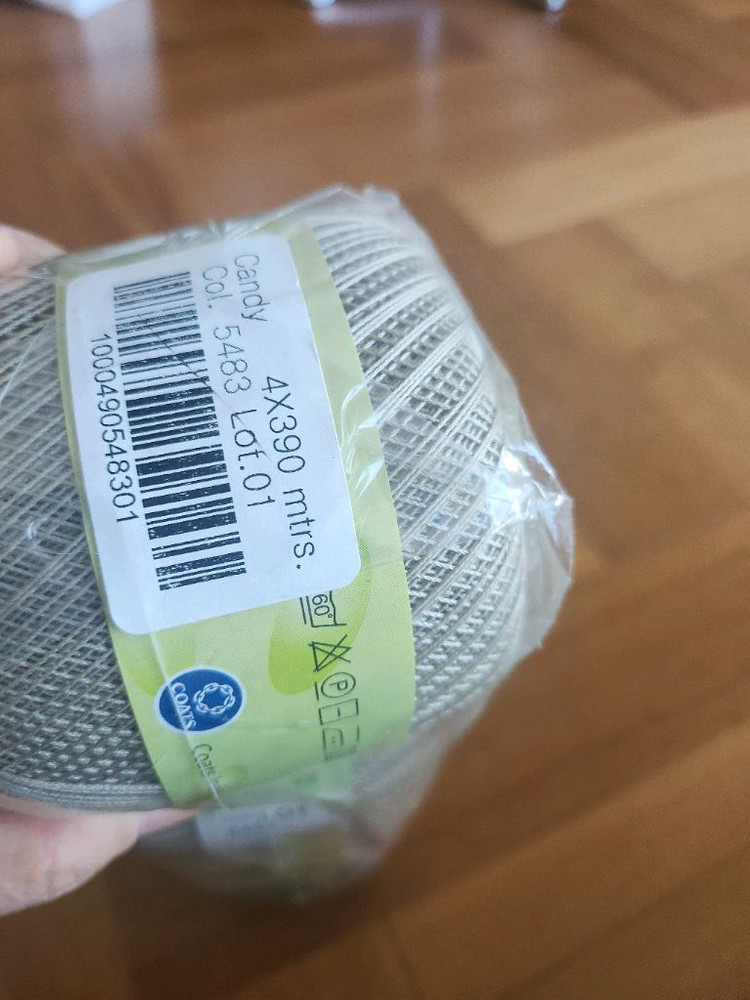 Candy
4X390 mtrs.
Col. 5483 Lot.01
1000490548301
60°
P
COATS